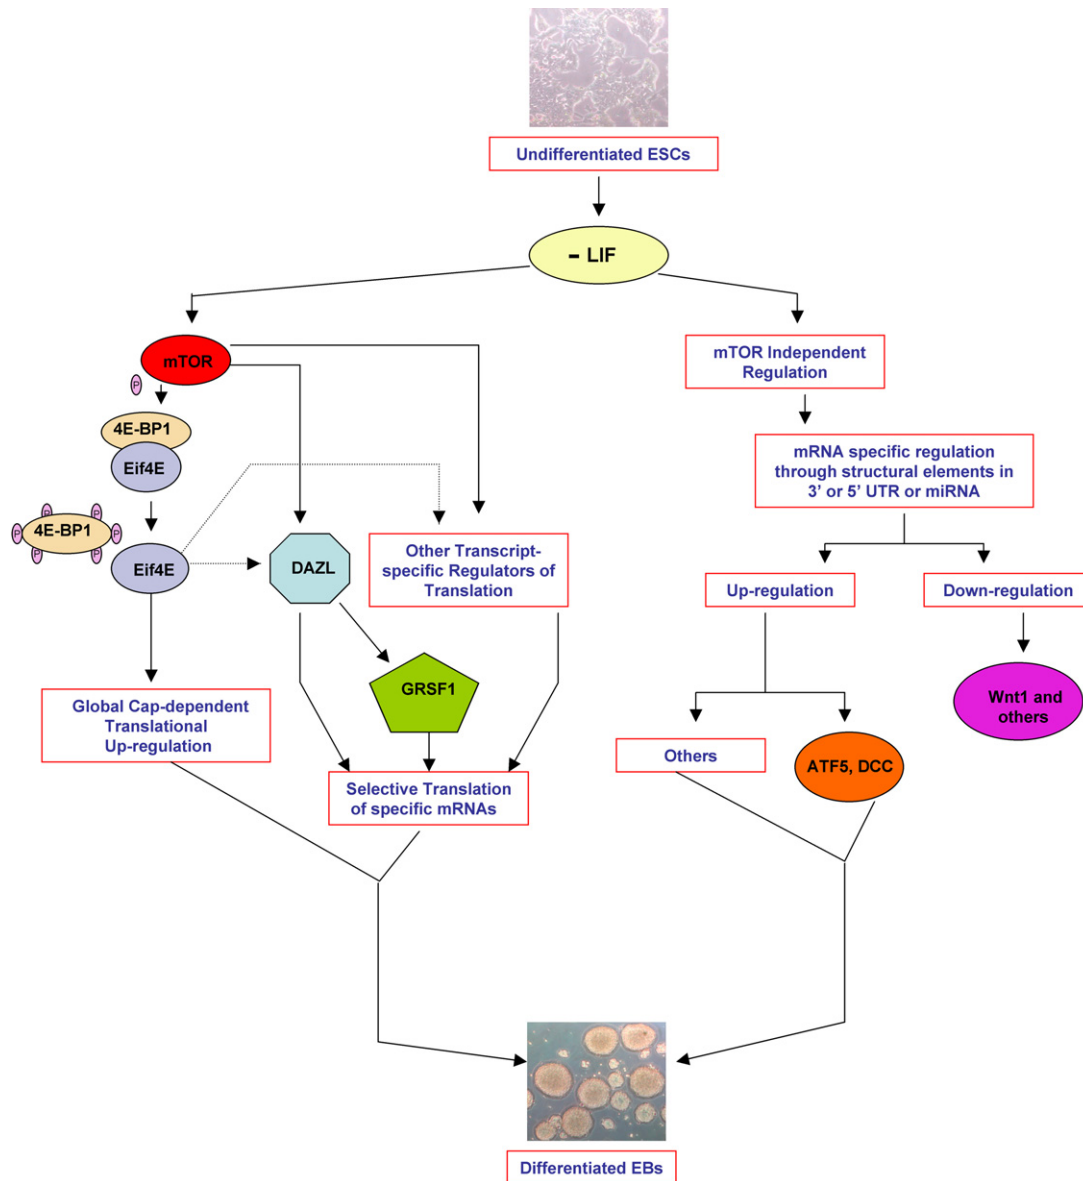 Undifferentiated ESCs
– LIF
mTOR
P
4E-BP1
Eif4E
P
P
4E-BP1
P
P
P
P
Eif4E
Global Cap-dependent
Translational
Up-regulation
DAZL
GRSF1
Other Transcript-
specific Regulators of
Translation
Selective Translation
of specific mRNAs
mTOR Independent
Regulation
mRNA specific regulation
through structural elements in
3’ or 5’ UTR or miRNA
Up-regulation
Down-regulation
Others
ATF5, DCC
Wnt1 and
others
Differentiated EBs